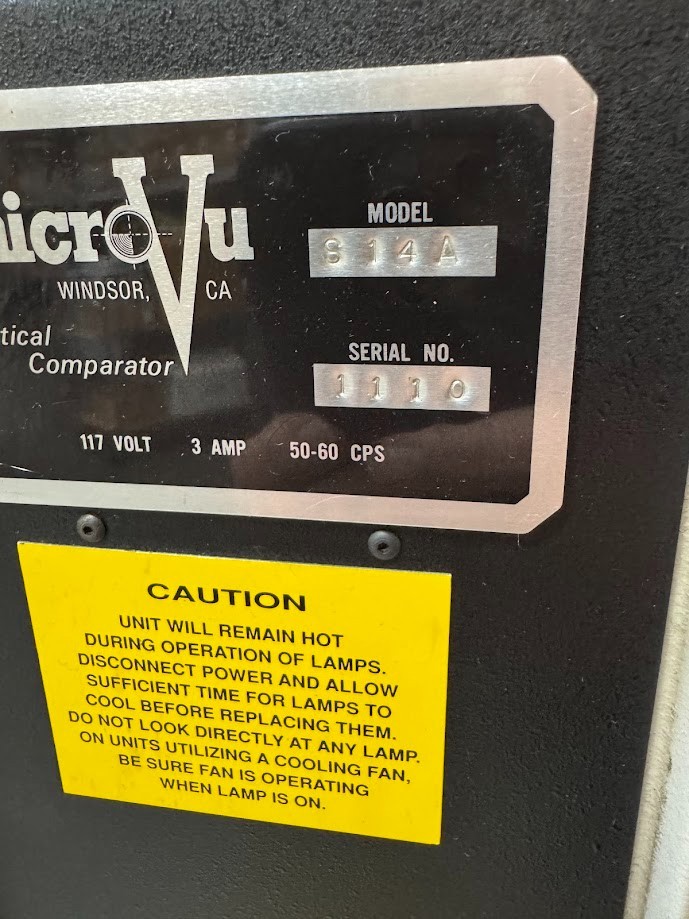 icroVu
MODEL
S14A
WINDSOR, CA
tical
Comparator
SERIAL NO.
1110
117 VOLT 3 AMP 50-60 CPS
CAUTION
UNIT WILL REMAIN HOT
DURING OPERATION OF LAMPS.
DISCONNECT POWER AND ALLOW
SUFFICIENT TIME FOR LAMPS TO
COOL BEFORE REPLACING THEM.
DO NOT LOOK DIRECTLY AT ANY LAMP.
ON UNITS UTILIZING A COOLING FAN,
BE SURE FAN IS OPERATING
WHEN LAMP IS ON.